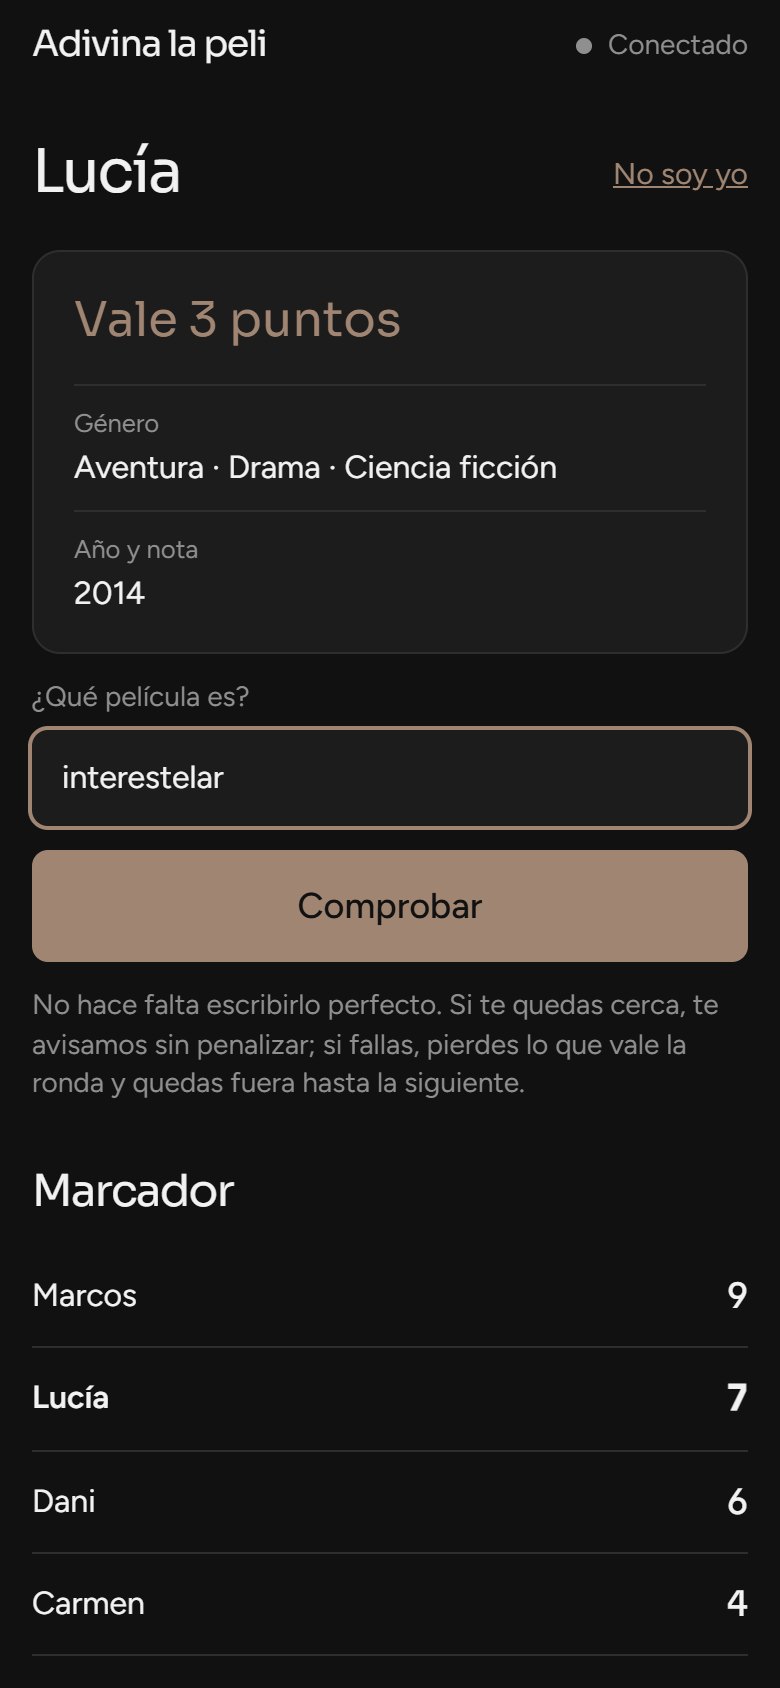 Adivina la peli
Conectado
Lucía
No soy yo
Vale 3 puntos
Género
Aventura · Drama · Ciencia ficción
Año y nota
2014
¿Qué película es?
interestelar
Comprobar
No hace falta escribirlo perfecto. Si te quedas cerca, te
avisamos sin penalizar; si fallas, pierdes lo que vale la
ronda y quedas fuera hasta la siguiente.
Marcador
Marcos 9
Lucía 7
Dani 6
Carmen 4